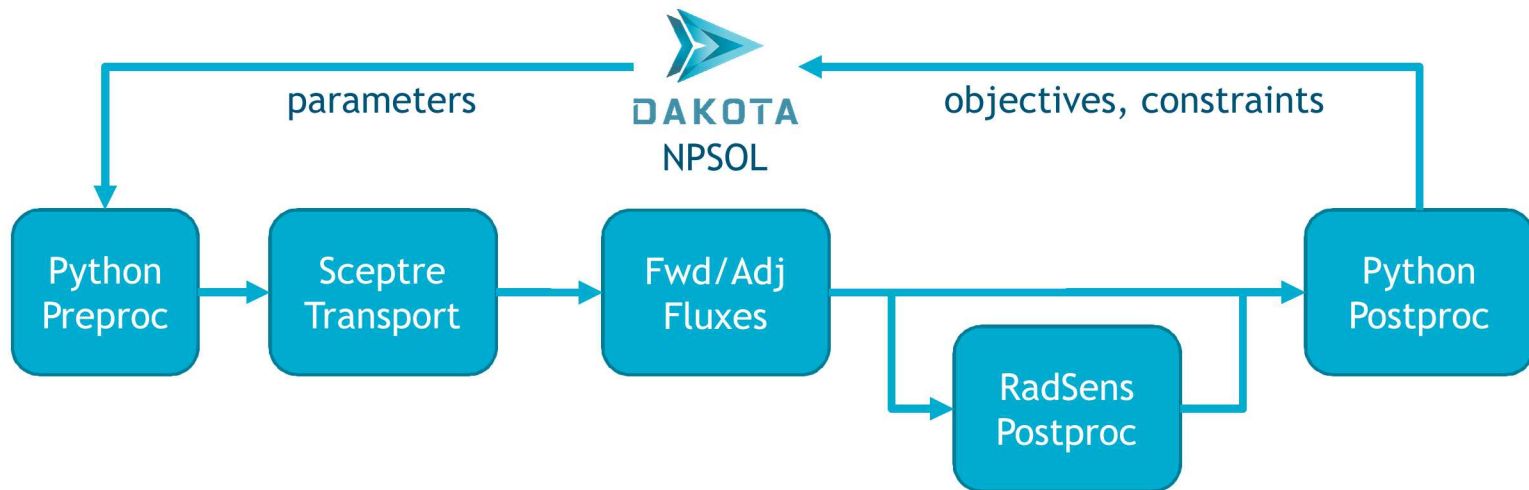 parameters
DAKOTA
NPSOL
objectives, constraints
Python
Preproc
Sceptre
Transport
Fwd/Adj
Fluxes
RadSens
Postproc
Python
Postproc